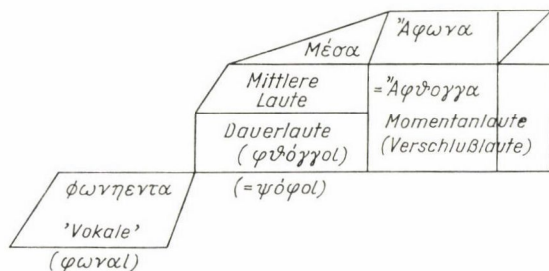 Μέσα
Ἄφωνα
Mittlere
Laute
= Ἄφϑογγα
Dauerlaute
(φϑόγγοι)
Momentanlaute
(Verschlußlaute)
φωνηεντα
(=ψόφοι)
'Vokale'
(φωναί)